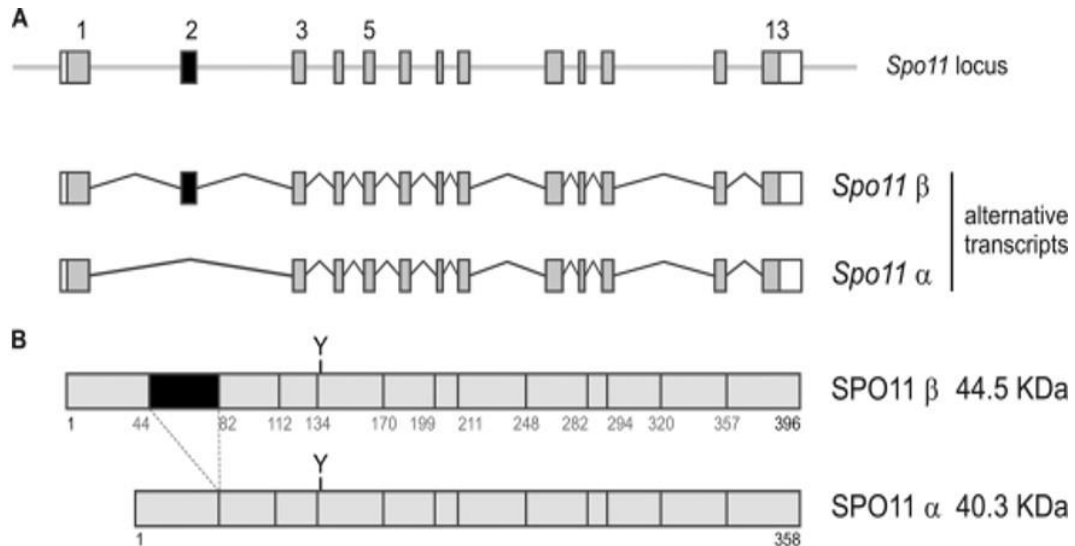 A
1 2 3 5 13
Spo11 locus
Spo11 β
alternative
transcripts
Spo11 α
B
Y
SPO11 β 44.5 KDa
1 44 82 112 134 170 199 211 248 282 294 320 357 396
Y
SPO11 α 40.3 KDa
1 358